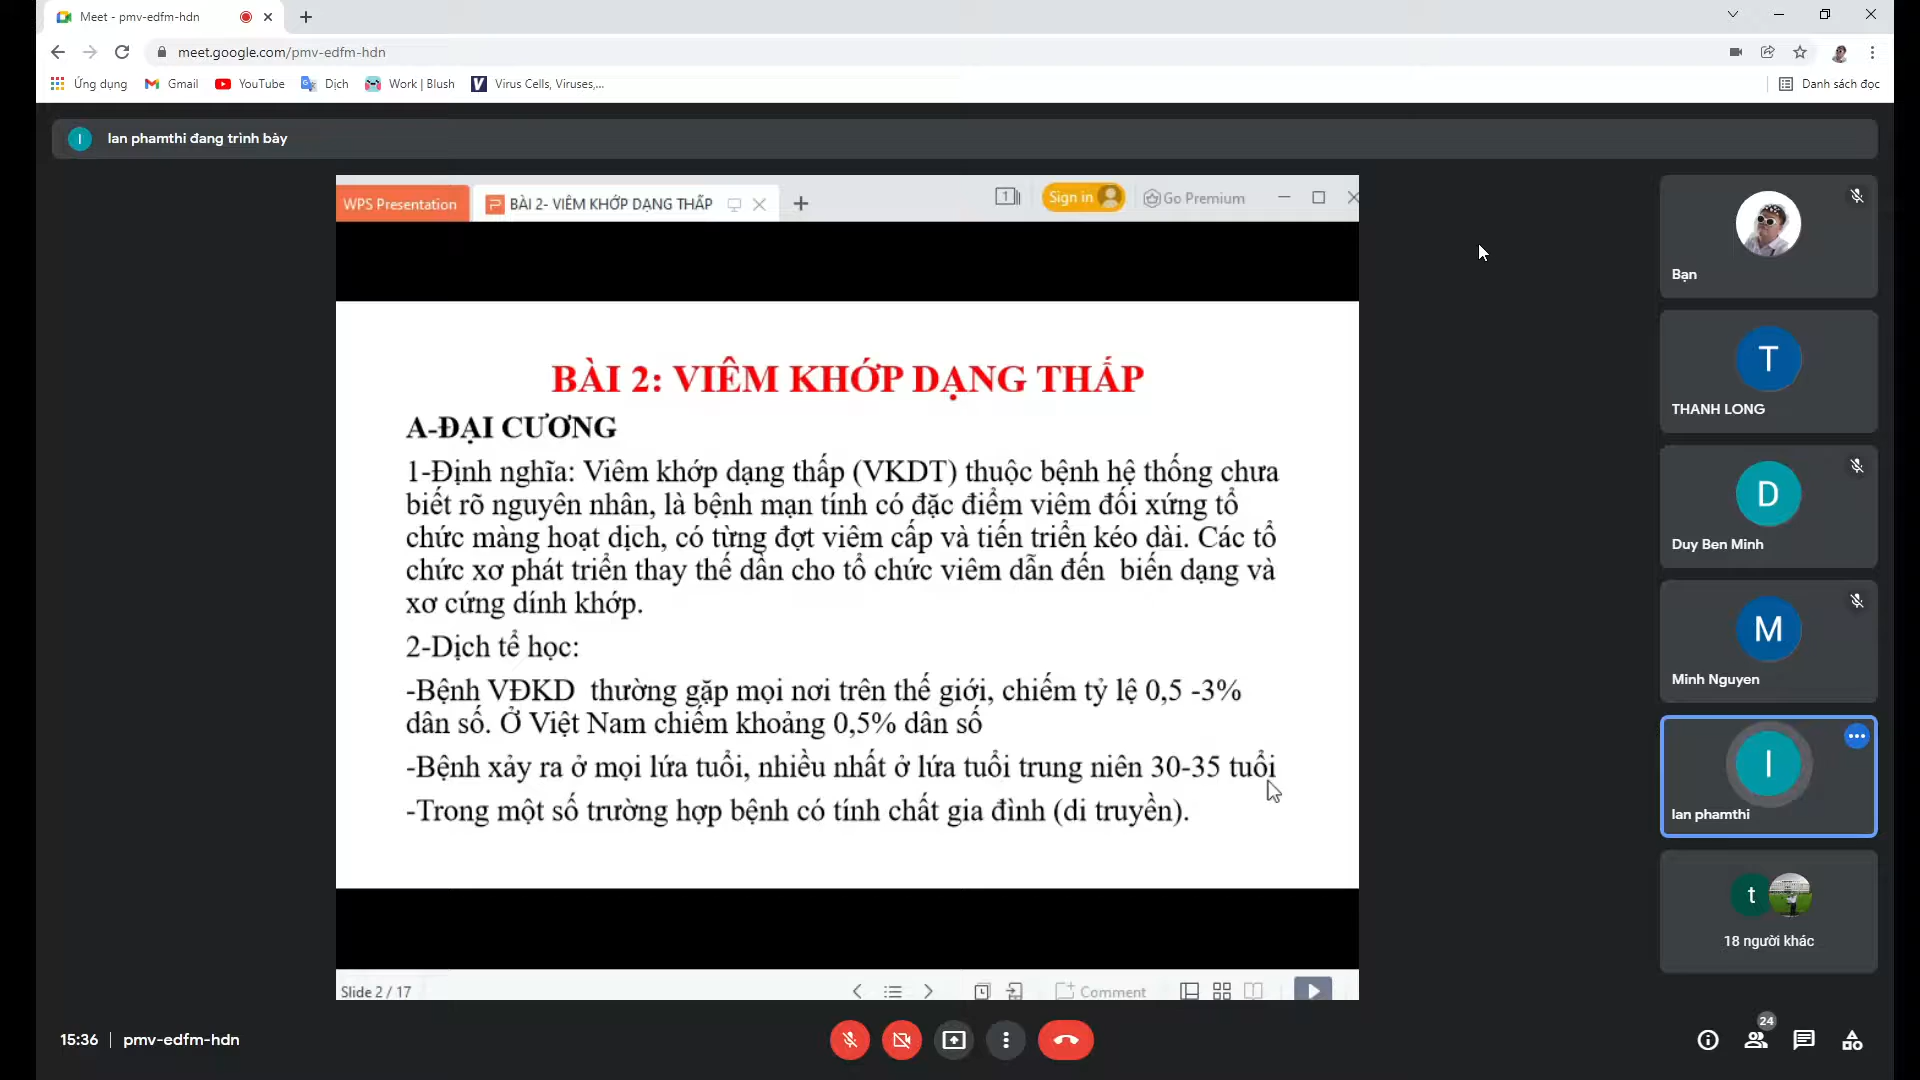 Meet - pmv-edfm-hdn
meet.google.com/pmv-edfm-hdn
Ứng dụng Gmail YouTube Dịch Work | Blush Virus Cells, Viruses,... Danh sách đọc
I lan phamthi đang trình bày
WPS Presentation BÀI 2- VIÊM KHỚP DẠNG THẤP 1 Sign in Go Premium
BÀI 2: VIÊM KHỚP DẠNG THẤP
A-ĐẠI CƯƠNG
1-Định nghĩa: Viêm khớp dạng thấp (VKDT) thuộc bệnh hệ thống chưa
biết rõ nguyên nhân, là bệnh mạn tính có đặc điểm viêm đối xứng tổ
chức màng hoạt dịch, có từng đợt viêm cấp và tiến triển kéo dài. Các tổ
chức xơ phát triển thay thế dần cho tổ chức viêm dẫn đến biến dạng và
xơ cứng dính khớp.
2-Dịch tể học:
-Bệnh VĐKD thường gặp mọi nơi trên thế giới, chiếm tỷ lệ 0,5 -3%
dân số. Ở Việt Nam chiếm khoảng 0,5% dân số
-Bệnh xảy ra ở mọi lứa tuổi, nhiều nhất ở lứa tuổi trung niên 30-35 tuổi
-Trong một số trường hợp bệnh có tính chất gia đình (di truyền).
Slide 2 / 17 Comment
Bạn
T
THANH LONG
D
Duy Ben Minh
M
Minh Nguyen
I
lan phamthi
t
18 người khác
15:36 | pmv-edfm-hdn
24